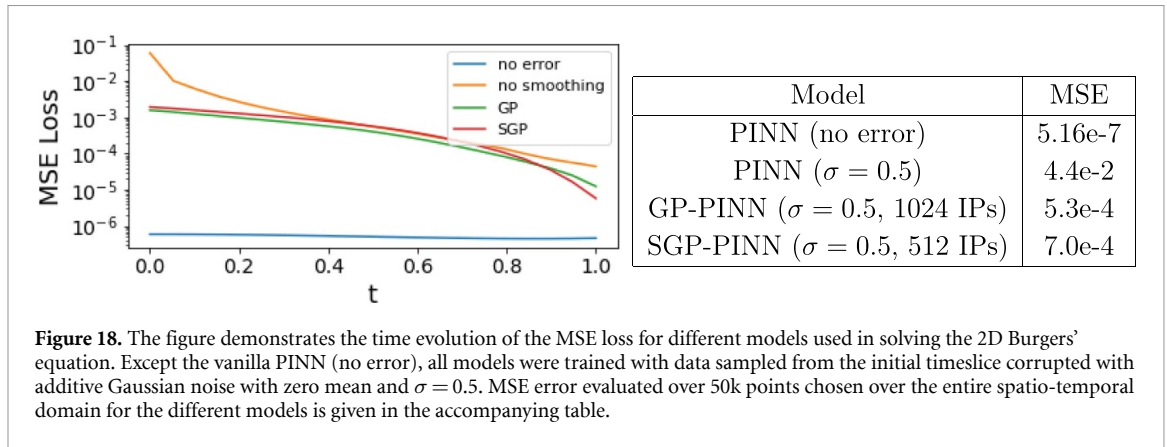 10⁻¹
10⁻²
10⁻³
10⁻⁴
10⁻⁵
10⁻⁶
MSE Loss
no error
no smoothing
GP
SGP
0.0 0.2 0.4 0.6 0.8 1.0
t
Model MSE
PINN (no error) 5.16e-7
PINN (σ = 0.5) 4.4e-2
GP-PINN (σ = 0.5, 1024 IPs) 5.3e-4
SGP-PINN (σ = 0.5, 512 IPs) 7.0e-4
Figure 18. The figure demonstrates the time evolution of the MSE loss for different models used in solving the 2D Burgers’
equation. Except the vanilla PINN (no error), all models were trained with data sampled from the initial timeslice corrupted with
additive Gaussian noise with zero mean and σ = 0.5. MSE error evaluated over 50k points chosen over the entire spatio-temporal
domain for the different models is given in the accompanying table.